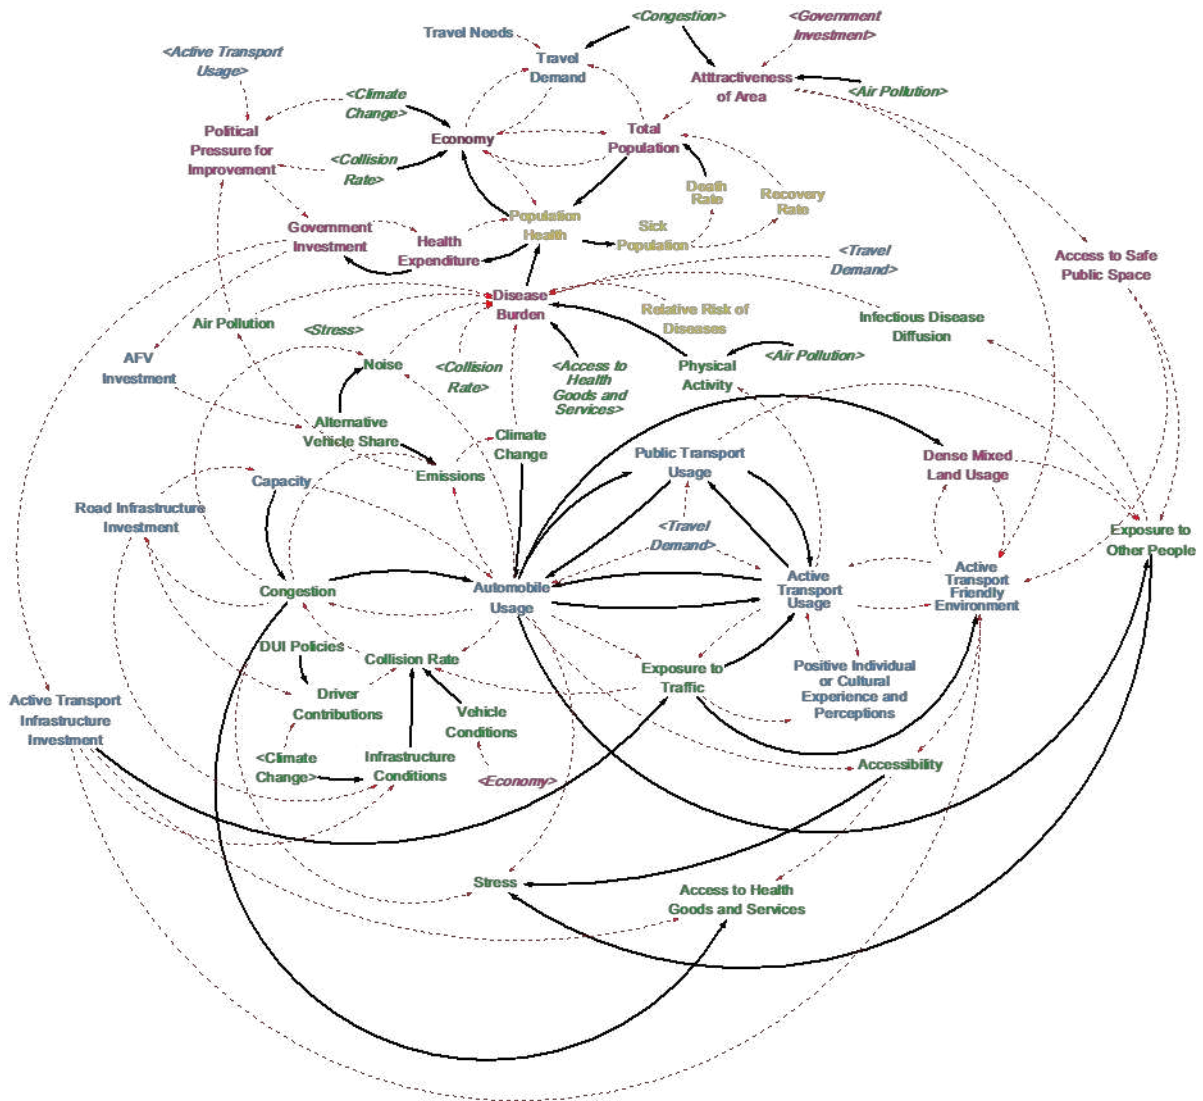 <Congestion>
<Government
Investment>
Travel Needs
<Active Transport
Usage>
Travel
Demand
Atttractiveness
of Area
<Air Pollution>
<Climate
Change>
Political
Pressure for
Improvement
Economy
Total
Population
<Collision
Rate>
Death
Rate
Recovery
Rate
Population
Health
Sick
Population
Government
Investment
Health
Expenditure
<Travel
Demand>
Access to Safe
Public Space
Disease
Burden
Relative Risk of
Diseases
Air Pollution
<Stress>
Infectious Disease
Diffusion
AFV
Investment
Noise
<Collision
Rate>
<Access to
Health
Goods and
Services>
Physical
Activity
<Air Pollution>
Alternative
Vehicle Share
Climate
Change
Emissions
Public Transport
Usage
Dense Mixed
Land Usage
Capacity
Road Infrastructure
Investment
<Travel
Demand>
Exposure to
Other People
Congestion
Automobile
Usage
Active
Transport
Usage
Active
Transport
Friendly
Environment
DUI Policies
Collision Rate
Exposure to
Traffic
Positive Individual
or Cultural
Experience and
Perceptions
Driver
Contributions
Vehicle
Conditions
Active Transport
Infrastructure
Investment
<Climate
Change>
Infrastructure
Conditions
<Economy>
Accessibility
Stress
Access to Health
Goods and Services